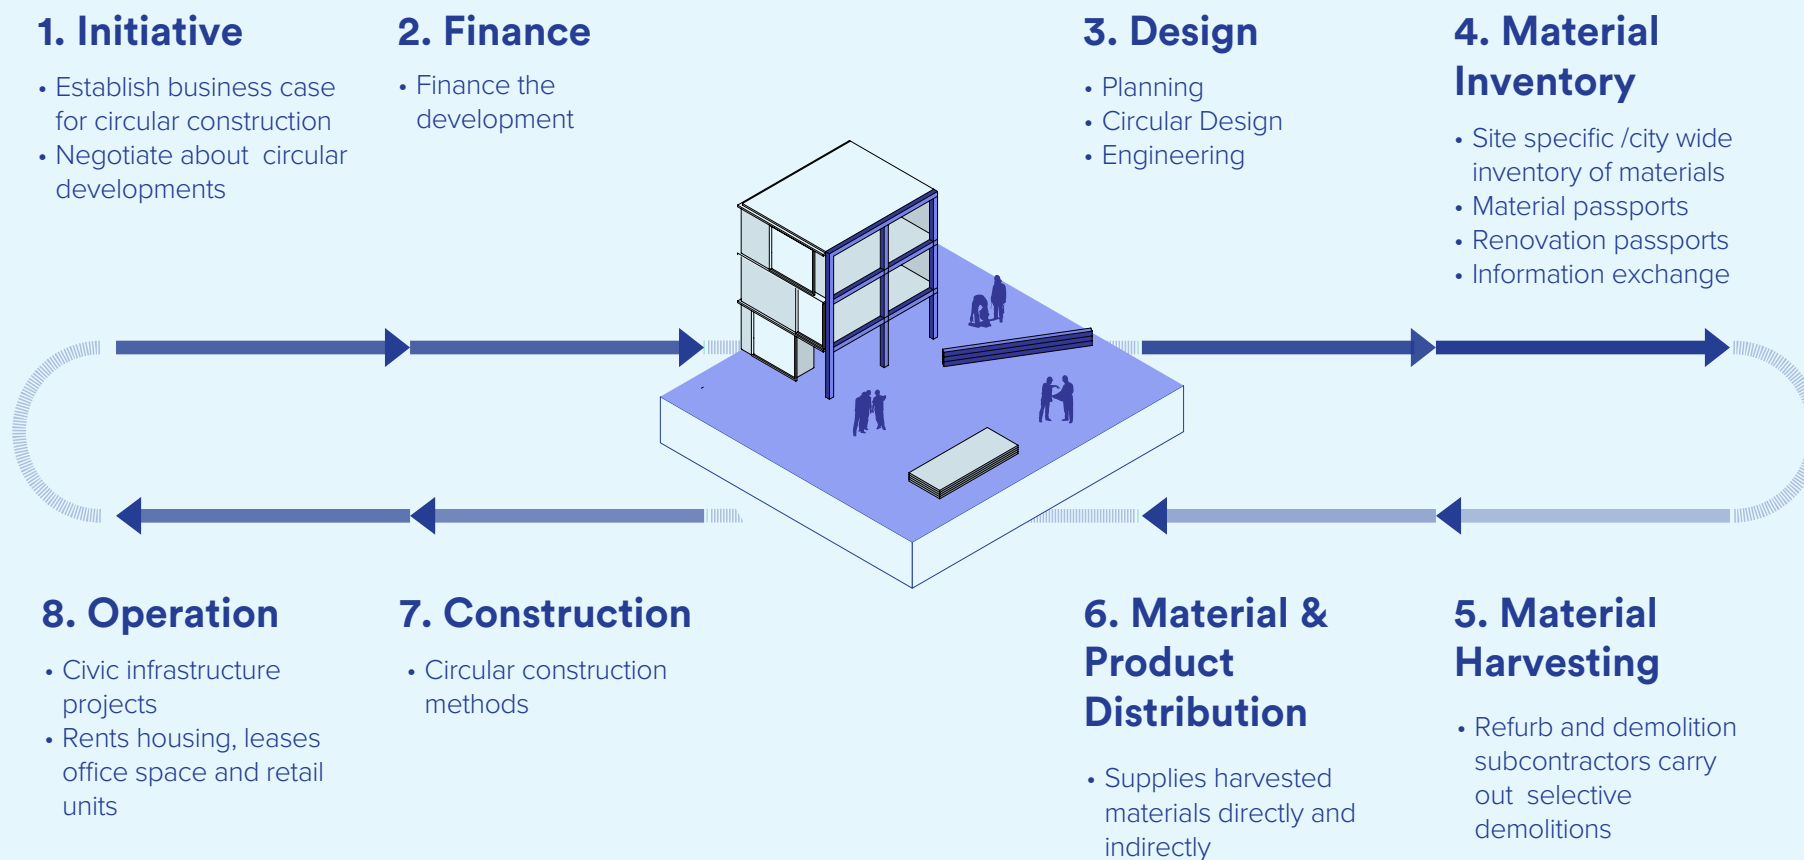 1. Initiative
• Establish business case
for circular construction
• Negotiate about  circular
developments
2. Finance
• Finance the
development
3. Design
• Planning
• Circular Design
• Engineering
4. Material
Inventory
• Site specific /city wide
inventory of materials
• Material passports
• Renovation passports
• Information exchange
5. Material
Harvesting
• Refurb and demolition
subcontractors carry
out  selective
demolitions
6. Material &
Product
Distribution
• Supplies harvested
materials directly and
indirectly
7. Construction
• Circular construction
methods
8. Operation
• Civic infrastructure
projects
• Rents housing, leases
office space and retail
units